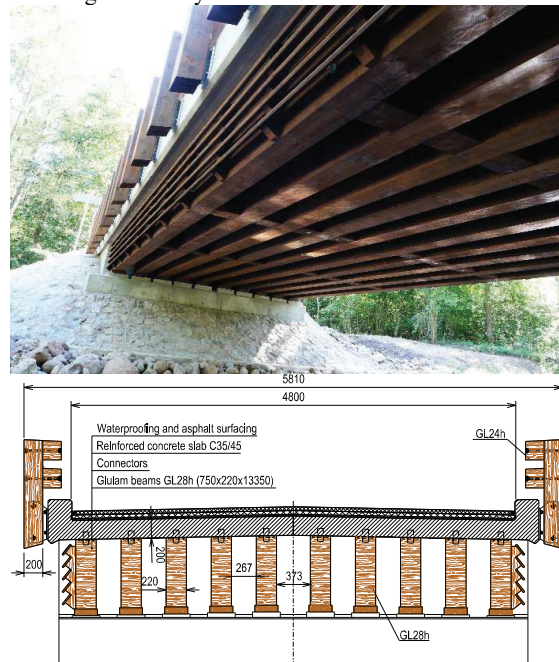 5810
4800
Waterproofing and asphalt surfacing
Reinforced concrete slab C35/45
Connectors
Glulam beams GL28h (750x220x13350)
GL24h
200
200
220
267
373
GL28h